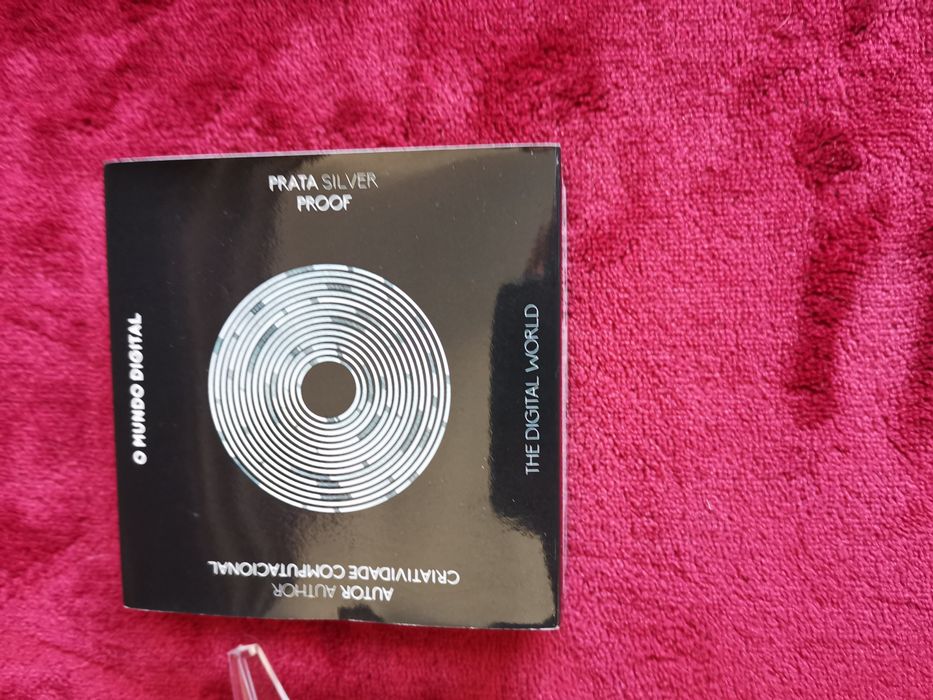 PRATA SILVER
PROOF
O MUNDO DIGITAL
THE DIGITAL WORLD
AUTOR AUTHOR
CRIATIVIDADE COMPUTACIONAL